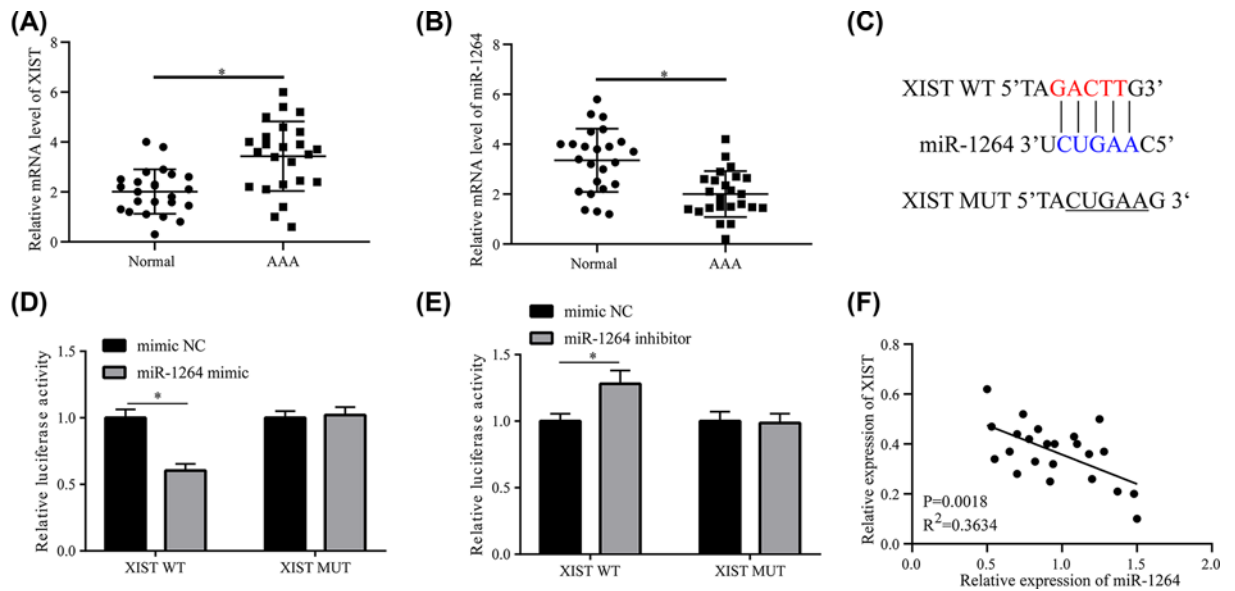 (A)
Relative mRNA level of XIST
8
6
4
2
0
*
Normal
AAA
(B)
Relative mRNA level of miR-1264
8
6
4
2
0
*
Normal
AAA
(C)
XIST WT 5’TAGACTTG3’
miR-1264 3’UCUGAAC5’
XIST MUT 5’TACUGAAG 3‘
(D)
mimic NC
miR-1264 mimic
Relative luciferase activity
1.5
1.0
0.5
0.0
*
XIST WT
XIST MUT
(E)
mimic NC
miR-1264 inhibitor
Relative luciferase activity
1.5
1.0
0.5
0.0
*
XIST WT
XIST MUT
(F)
Relative expression of XIST
0.8
0.6
0.4
0.2
0.0
P=0.0018
R²=0.3634
0.0
0.5
1.0
1.5
2.0
Relative expression of miR-1264